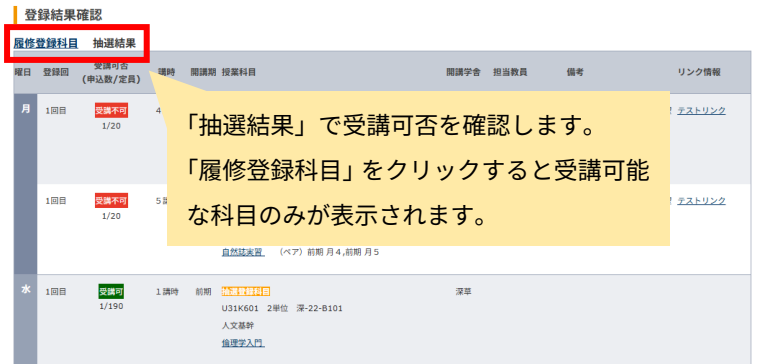 登録結果確認
履修登録科目 抽選結果
曜日 登録回 受講可否 講時 開講期 授業科目 開講学舎 担当教員 備考 リンク情報
(申込数/定員)
「抽選結果」で受講可否を確認します。
「履修登録科目」をクリックすると受講可能
な科目のみが表示されます。
月 1回目 受講不可 4 テストリンク
1/20
1回目 受講不可 5 テストリンク
1/20
自然誌実習 （ペア）前期 月４,前期 月５
水 1回目 受講可 １講時 前期 抽選登録科目 深草
1/190 U31K601 2単位 深-22-B101
人文基幹
倫理学入門